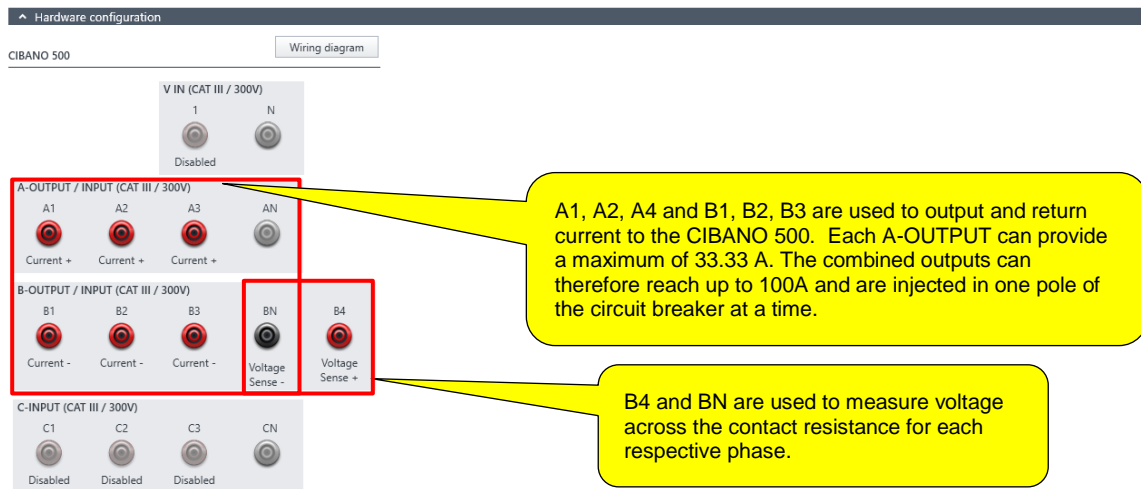 Hardware configuration
CIBANO 500
Wiring diagram
V IN (CAT III / 300V)
1 N
Disabled
A-OUTPUT / INPUT (CAT III / 300V)
A1 A2 A3 AN
Current + Current + Current +
B-OUTPUT / INPUT (CAT III / 300V)
B1 B2 B3 BN B4
Current - Current - Current - Voltage Voltage
Sense - Sense +
C-INPUT (CAT III / 300V)
C1 C2 C3 CN
Disabled Disabled Disabled
A1, A2, A4 and B1, B2, B3 are used to output and return
current to the CIBANO 500. Each A-OUTPUT can provide
a maximum of 33.33 A. The combined outputs can
therefore reach up to 100A and are injected in one pole of
the circuit breaker at a time.
B4 and BN are used to measure voltage
across the contact resistance for each
respective phase.